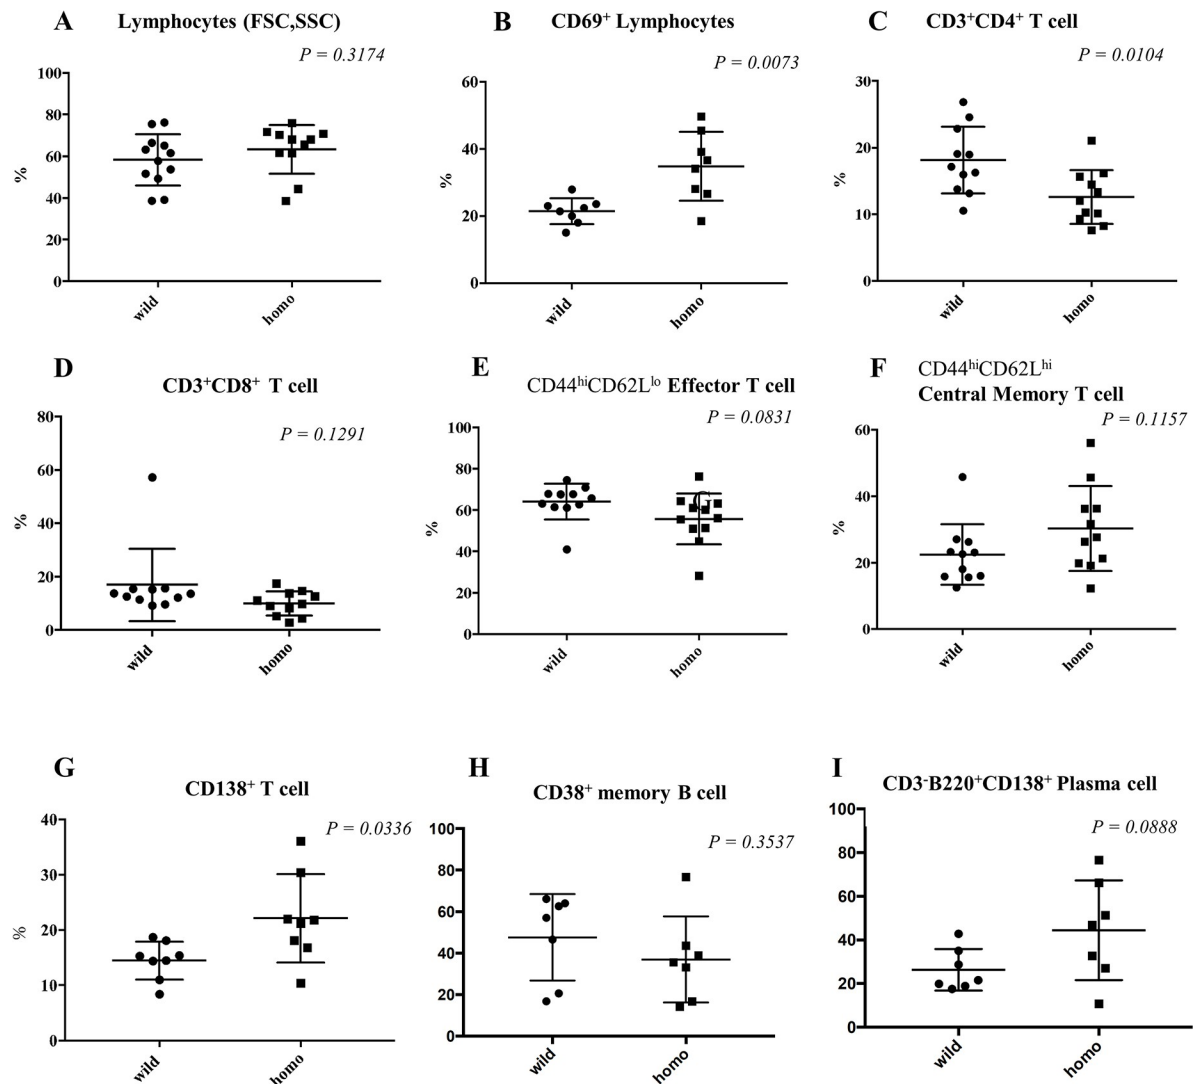 A Lymphocytes (FSC,SSC)
P = 0.3174
100
80
60
40
20
0
%
wild
homo
B CD69⁺ Lymphocytes
P = 0.0073
60
40
20
0
%
wild
homo
C CD3⁺CD4⁺ T cell
P = 0.0104
30
20
10
0
%
wild
homo
D CD3⁺CD8⁺ T cell
P = 0.1291
80
60
40
20
0
%
wild
homo
E CD44ʰⁱCD62Lˡᵒ Effector T cell
P = 0.0831
100
80
60
40
20
0
%
G
wild
homo
F CD44ʰⁱCD62Lʰⁱ
Central Memory T cell
P = 0.1157
60
40
20
0
%
wild
homo
G CD138⁺ T cell
P = 0.0336
40
30
20
10
0
%
wild
homo
H CD38⁺ memory B cell
P = 0.3537
100
80
60
40
20
0
wild
homo
I CD3⁻B220⁺CD138⁺ Plasma cell
P = 0.0888
100
80
60
40
20
0
wild
homo